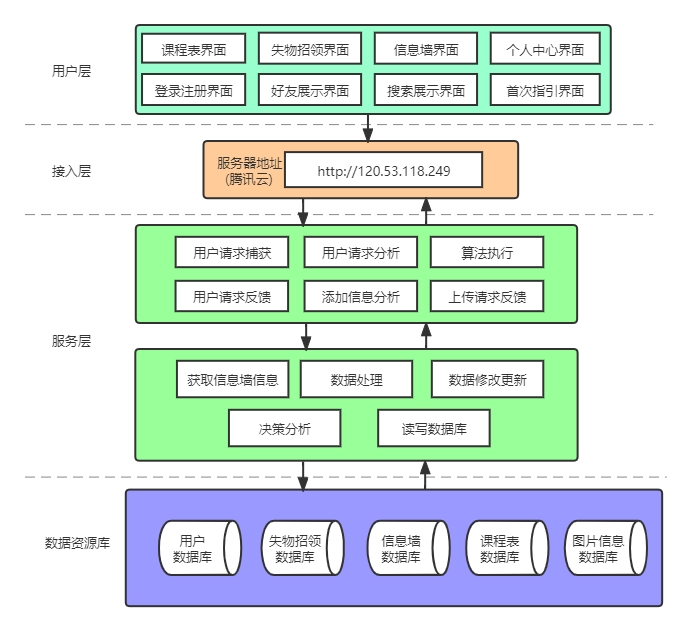 用户层
课程表界面
失物招领界面
信息墙界面
个人中心界面
登录注册界面
好友展示界面
搜索展示界面
首次指引界面
接入层
服务器地址
(腾讯云)
http://120.53.118.249
服务层
用户请求捕获
用户请求分析
算法执行
用户请求反馈
添加信息分析
上传请求反馈
获取信息墙信息
数据处理
数据修改更新
决策分析
读写数据库
数据资源库
用户
数据库
失物招领
数据库
信息墙
数据库
课程表
数据库
图片信息
数据库